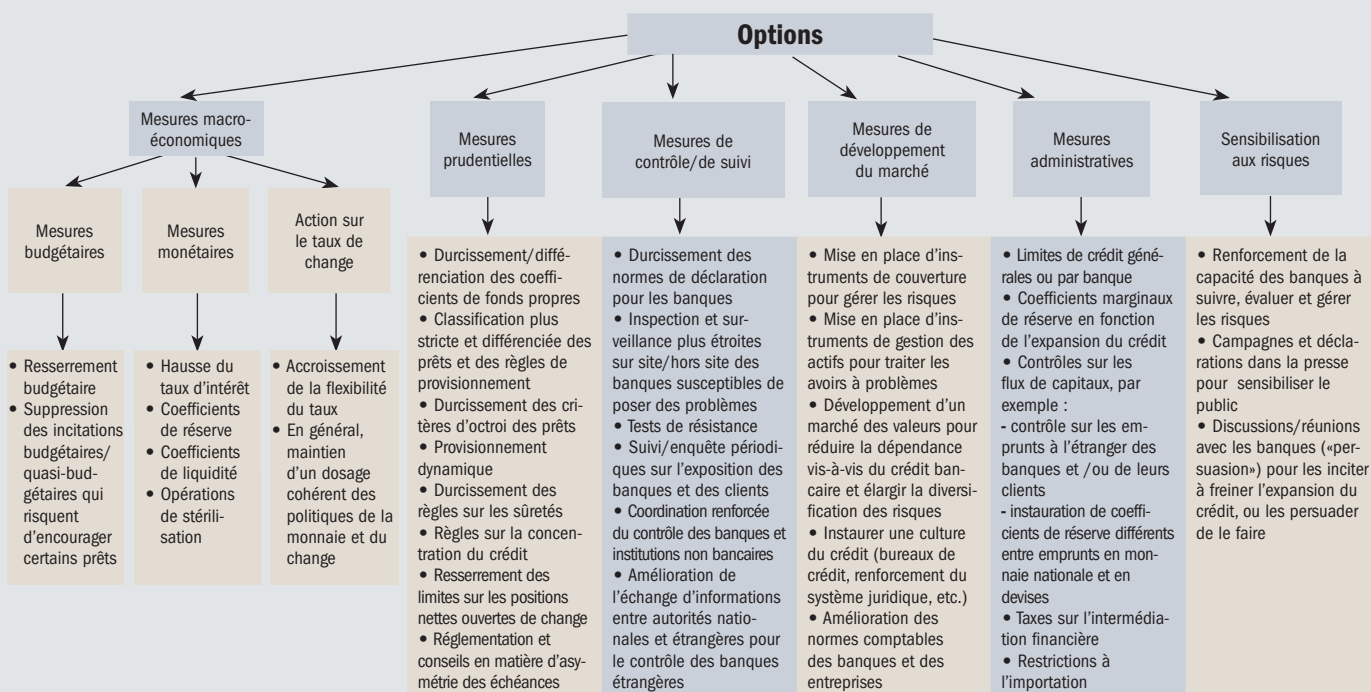 Options
Mesures macro-
économiques
Mesures
budgétaires
• Resserrement
budgétaire
• Suppression
des incitations
budgétaires/
quasi-bud-
gétaires qui
risquent
d'encourager
certains prêts
Mesures
monétaires
• Hausse du
taux d'intérêt
• Coefficients
de réserve
• Coefficients
de liquidité
• Opérations
de stérili-
sation
Action sur
le taux de
change
• Accroissement
de la flexibilité
du taux
• En général,
maintien
d'un dosage
cohérent des
politiques de la
monnaie et du
change
Mesures
prudentielles
• Durcissement/diffé-
renciation des coeffi-
cients de fonds propres
• Classification plus
stricte et différenciée des
prêts et des règles de
provisionnement
• Durcissement des cri-
tères d'octroi des prêts
• Provisionnement
dynamique
• Durcissement des
règles sur les sûretés
• Règles sur la concen-
tration du crédit
• Resserrement des
limites sur les positions
nettes ouvertes de change
• Réglementation et
conseils en matière d'asy-
métrie des échéances
Mesures de
contrôle/de suivi
• Durcissement des
normes de déclaration
pour les banques
• Inspection et sur-
veillance plus étroites
sur site/hors site des
banques susceptibles de
poser des problèmes
• Tests de résistance
• Suivi/enquête périodi-
ques sur l'exposition des
banques et des clients
• Coordination renforcée
du contrôle des banques et
institutions non bancaires
• Amélioration de
l'échange d'informations
entre autorités natio-
nales et étrangères pour
le contrôle des banques
étrangères
Mesures de
développement
du marché
• Mise en place d'ins-
truments de couverture
pour gérer les risques
• Mise en place d'ins-
truments de gestion des
actifs pour traiter les
avoirs à problèmes
• Développement d'un
marché des valeurs pour
réduire la dépendance
vis-à-vis du crédit ban-
caire et élargir la diversi-
fication des risques
• Instaurer une culture
du crédit (bureaux de
crédit, renforcement du
système juridique, etc.)
• Amélioration des
normes comptables
des banques et des
entreprises
Mesures
administratives
• Limites de crédit géné-
rales ou par banque
• Coefficients marginaux
de réserve en fonction
de l'expansion du crédit
• Contrôles sur les
flux de capitaux, par
exemple :
- contrôle sur les em-
prunts à l'étranger des
banques et /ou de leurs
clients
- instauration de coeffi-
cients de réserve différents
entre emprunts en mon-
naie nationale et en
devises
• Taxes sur l'intermédia-
tion financière
• Restrictions à
l'importation
Sensibilisation
aux risques
• Renforcement de la
capacité des banques à
suivre, évaluer et gérer
les risques
• Campagnes et décla-
rations dans la presse
pour sensibiliser le
public
• Discussions/réunions
avec les banques («per-
suasion») pour les inciter
à freiner l'expansion du
crédit, ou les persuader
de le faire